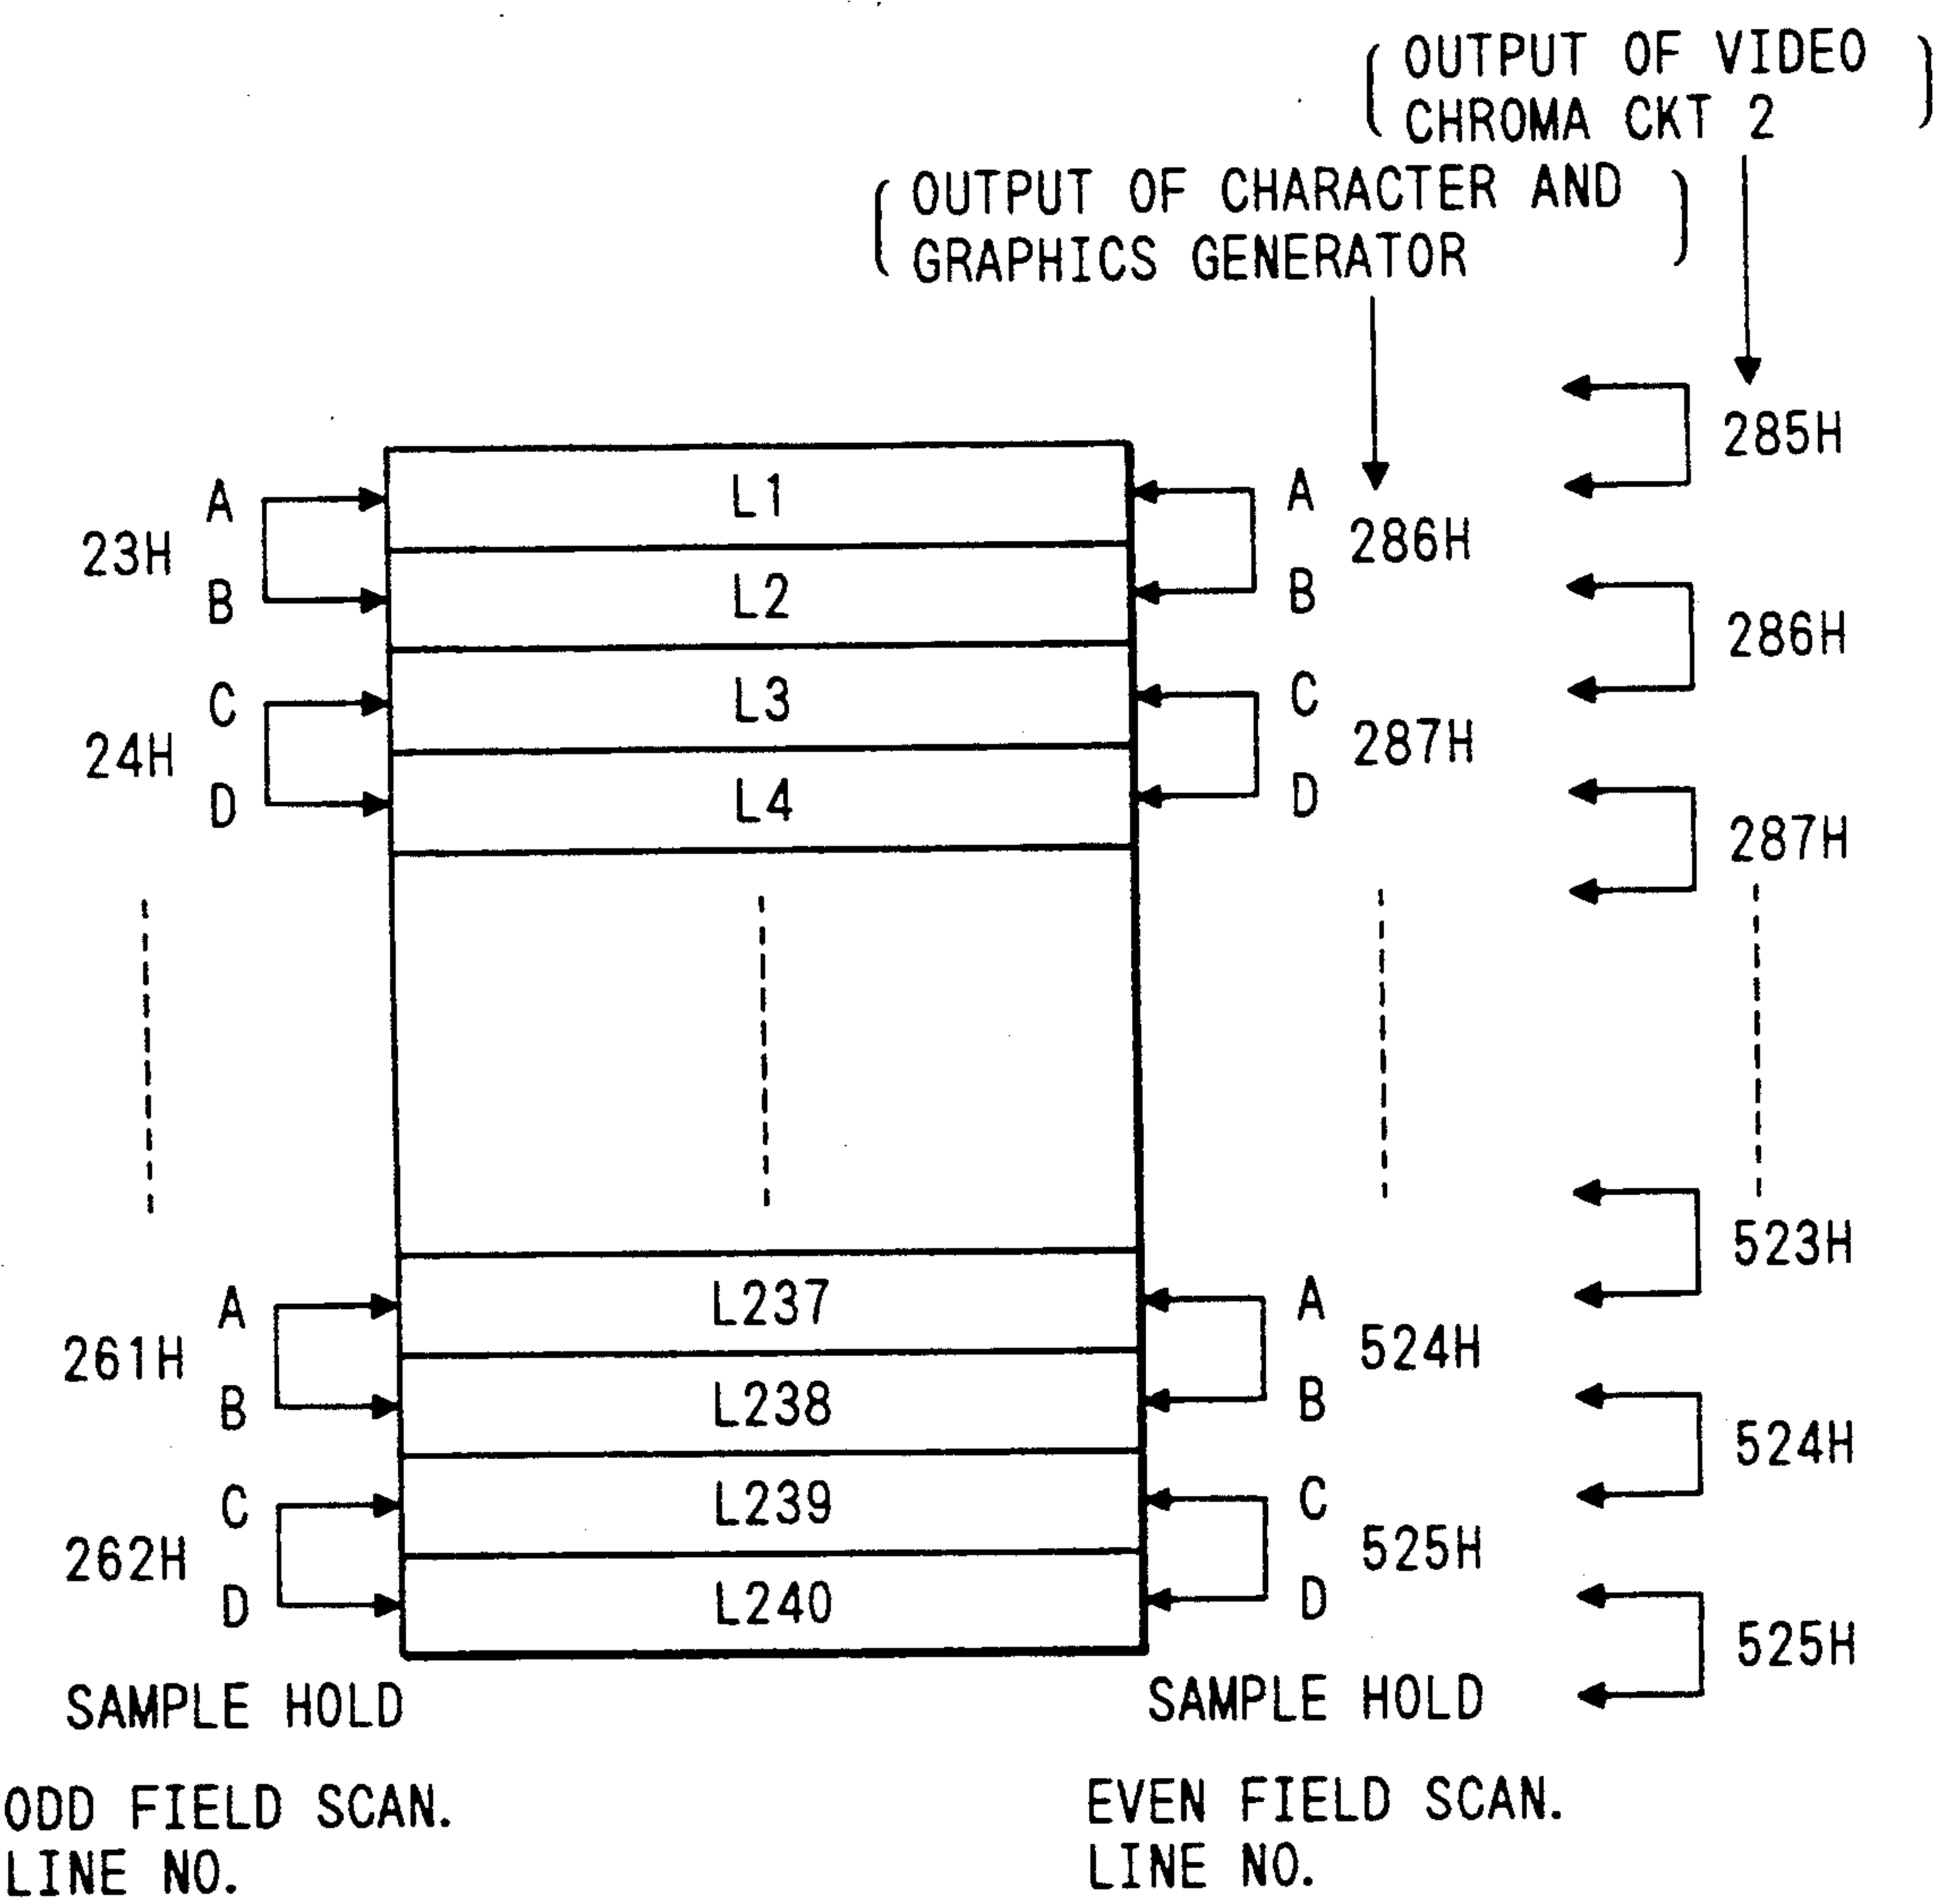 OUTPUT OF VIDEO
CHROMA CKT 2
OUTPUT OF CHARACTER AND
GRAPHICS GENERATOR
285H
A L1 A
23H 286H
B L2 B
286H
C L3 C
24H 287H
D L4 D
287H
523H
A L237 A
261H 524H
B L238 B
524H
C L239 C
262H 525H
D L240 D
525H
SAMPLE HOLD
SAMPLE HOLD
ODD FIELD SCAN.
LINE NO.
EVEN FIELD SCAN.
LINE NO.